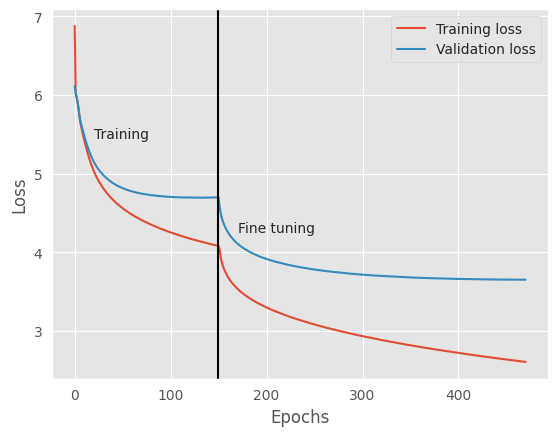 7
6
5
4
3
Loss
Training loss
Validation loss
Training
Fine tuning
0
100
200
300
400
Epochs